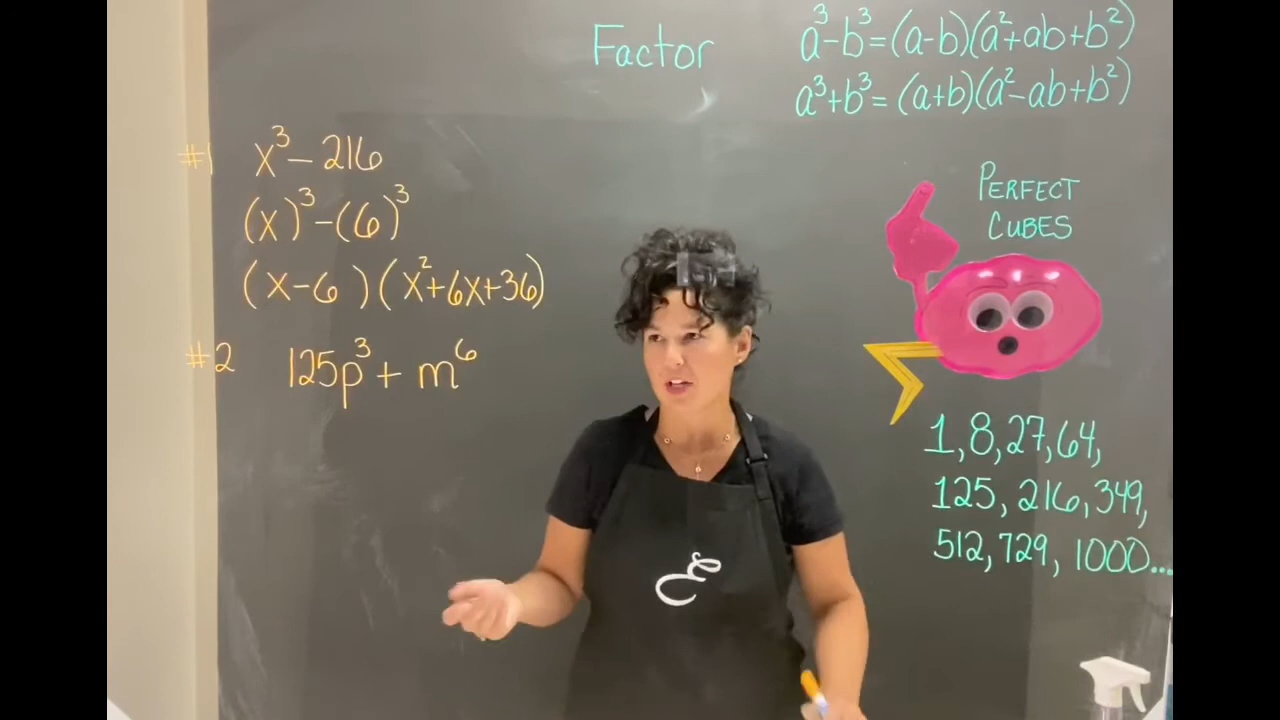 Factor
a³-b³=(a-b)(a²+ab+b²)
a³+b³=(a+b)(a²-ab+b²)
#1 x³-216
(x)³-(6)³
(x-6)(x²+6x+36)
#2 125p³+m⁶
PERFECT
CUBES
1,8,27,64,
125, 216,349,
512,729, 1000...
E